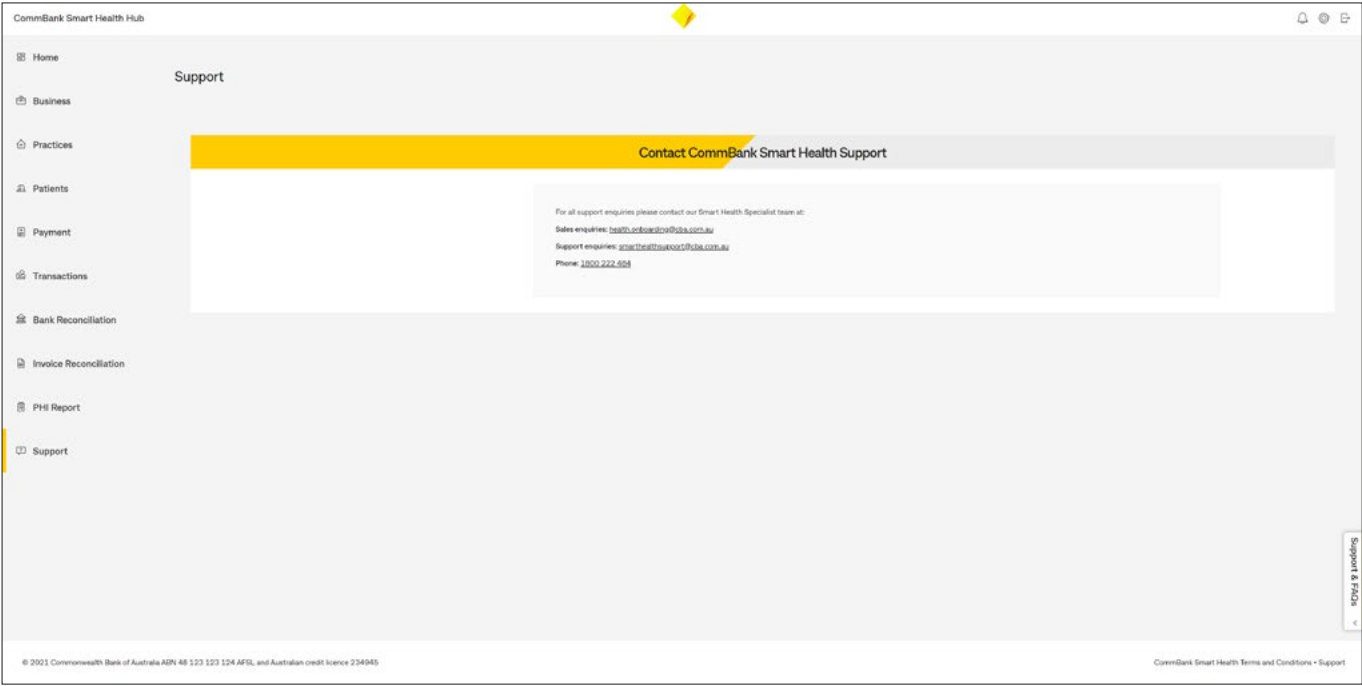 CommBank Smart Health Hub
Home
Business
Practices
Patients
Payment
Transactions
Bank Reconciliation
Invoice Reconciliation
PHI Report
Support
Support
Contact CommBank Smart Health Support
For all support enquiries please contact our Smart Health Specialist team at:
Sales enquiries: health.onboarding@cba.com.au
Support enquiries: smarthealthsupport@cba.com.au
Phone: 1800 222 484
Support & FAQs
© 2021 Commonwealth Bank of Australia ABN 48 123 123 124 AFSL and Australian credit licence 234945
CommBank Smart Health Terms and Conditions • Support